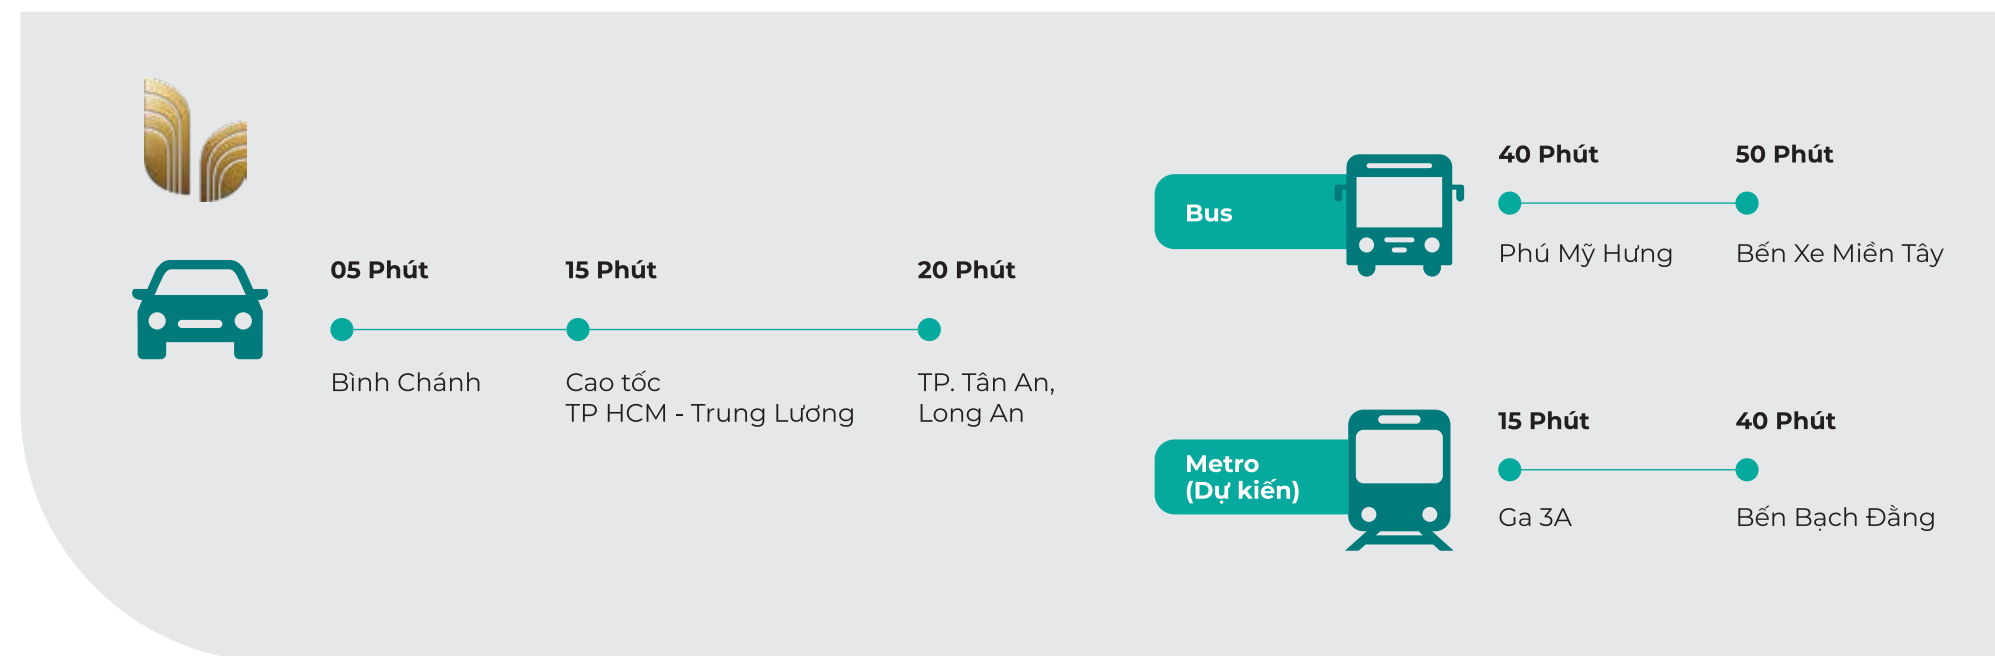 05 Phút
15 Phút
20 Phút
Bình Chánh
Cao tốc
TP HCM - Trung Lương
TP. Tân An,
Long An
Bus
40 Phút
50 Phút
Phú Mỹ Hưng
Bến Xe Miền Tây
Metro
(Dự kiến)
15 Phút
40 Phút
Ga 3A
Bến Bạch Đằng